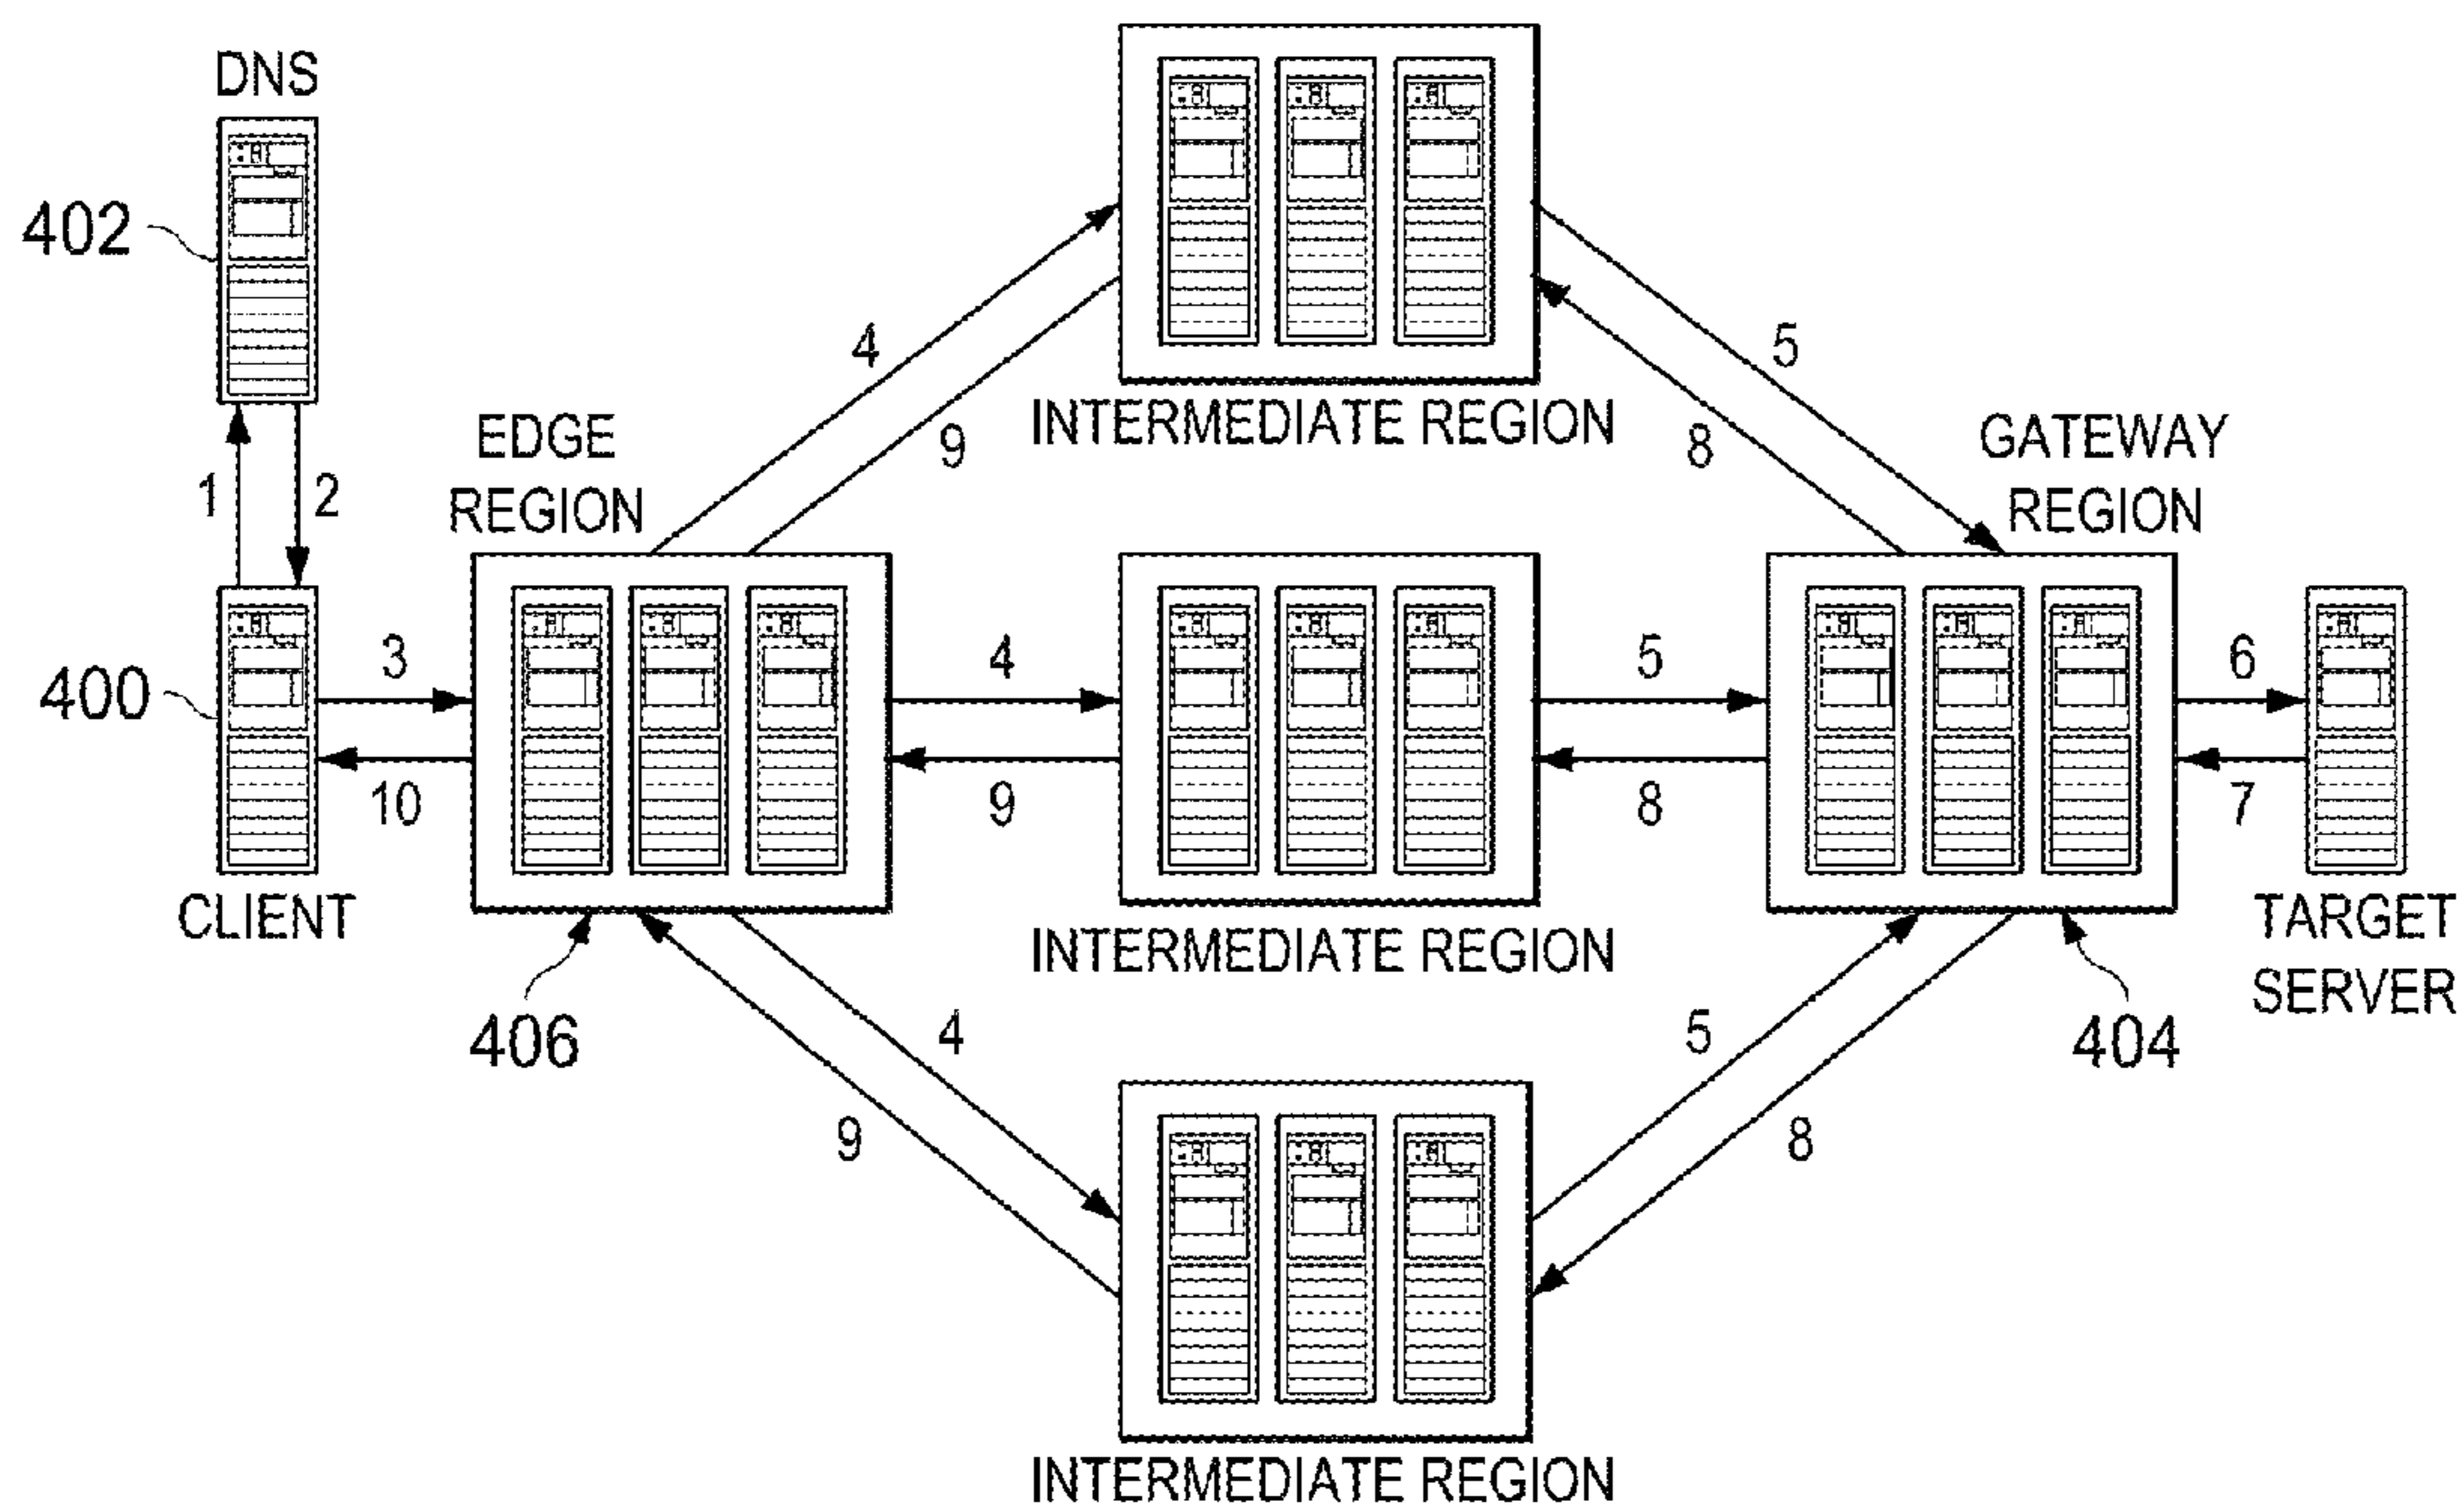 DNS
402
4
5
INTERMEDIATE REGION
9
8
EDGE
REGION
GATEWAY
REGION
1
2
400
3
4
5
6
10
9
8
7
CLIENT
INTERMEDIATE REGION
TARGET
SERVER
406
404
4
5
9
8
INTERMEDIATE REGION